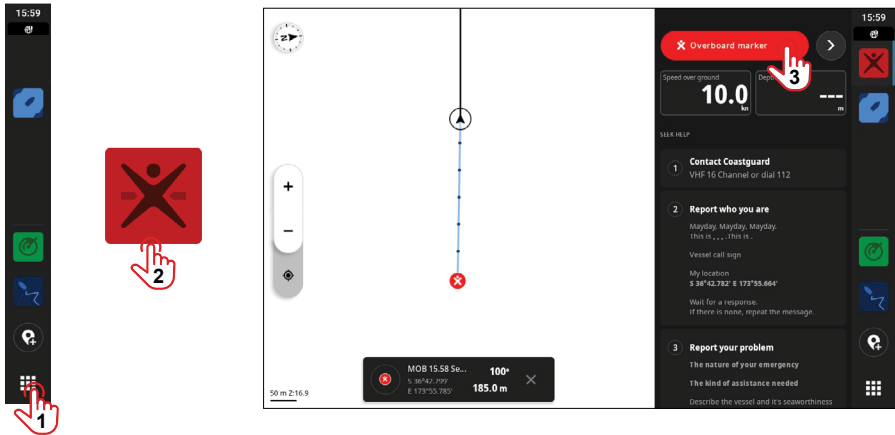 15:59
1
2
N
+
−
50 m 2:16.9
MOB 15.58 Se...
S 36°42.799'
E 173°55.785'
100°
185.0 m
Overboard marker
3
Speed over ground
10.0
kn
Dept
---
m
SEEK HELP
1 Contact Coastguard
VHF 16 Channel or dial 112
2 Report who you are
Mayday, Mayday, Mayday.
This is , , , .This is .
Vessel call sign
My location
S 36°42.782' E 173°55.664'
Wait for a response.
If there is none, repeat the message.
3 Report your problem
The nature of your emergency
The kind of assistance needed
Describe the vessel and it's seaworthiness
15:59